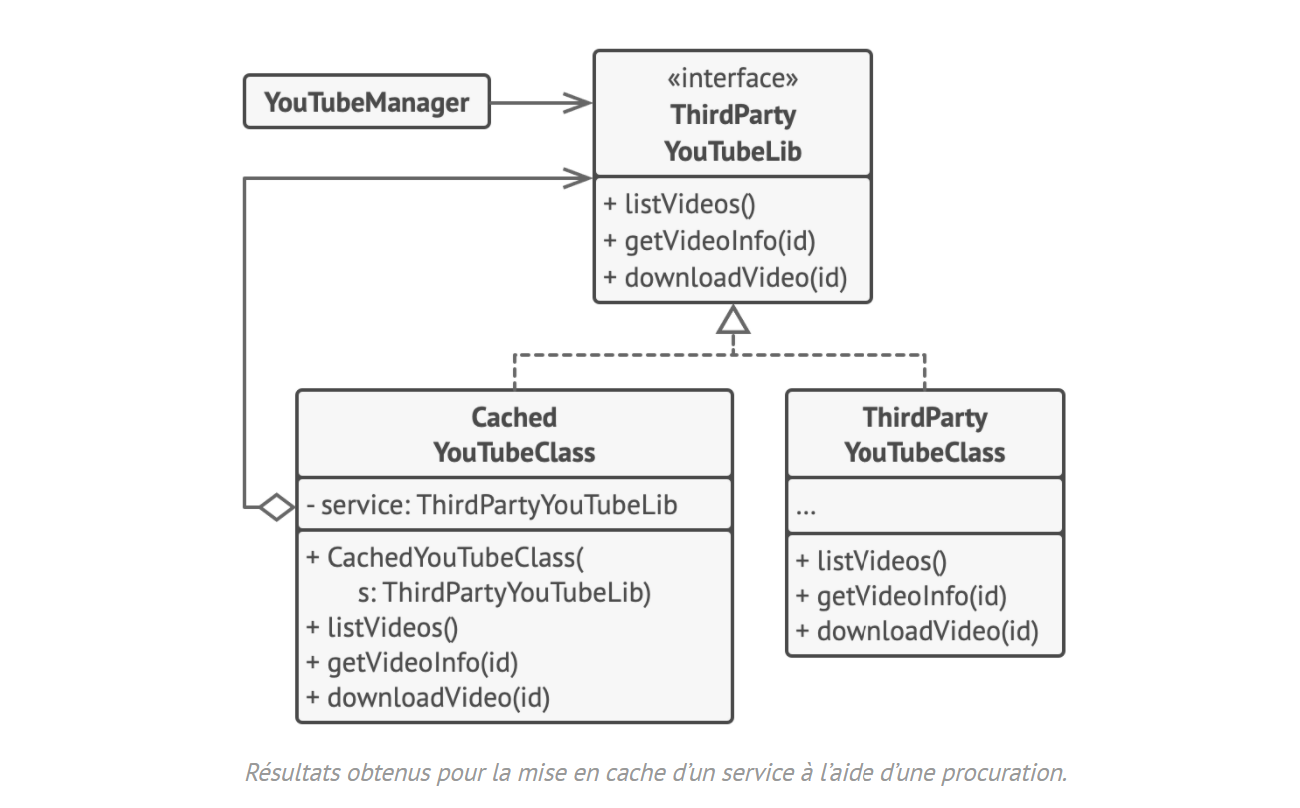 YouTubeManager
«interface»
ThirdParty
YouTubeLib
+ listVideos()
+ getVideoInfo(id)
+ downloadVideo(id)
Cached
YouTubeClass
- service: ThirdPartyYouTubeLib
+ CachedYouTubeClass(
s: ThirdPartyYouTubeLib)
+ listVideos()
+ getVideoInfo(id)
+ downloadVideo(id)
ThirdParty
YouTubeClass
...
+ listVideos()
+ getVideoInfo(id)
+ downloadVideo(id)
Résultats obtenus pour la mise en cache d’un service à l’aide d’une procuration.